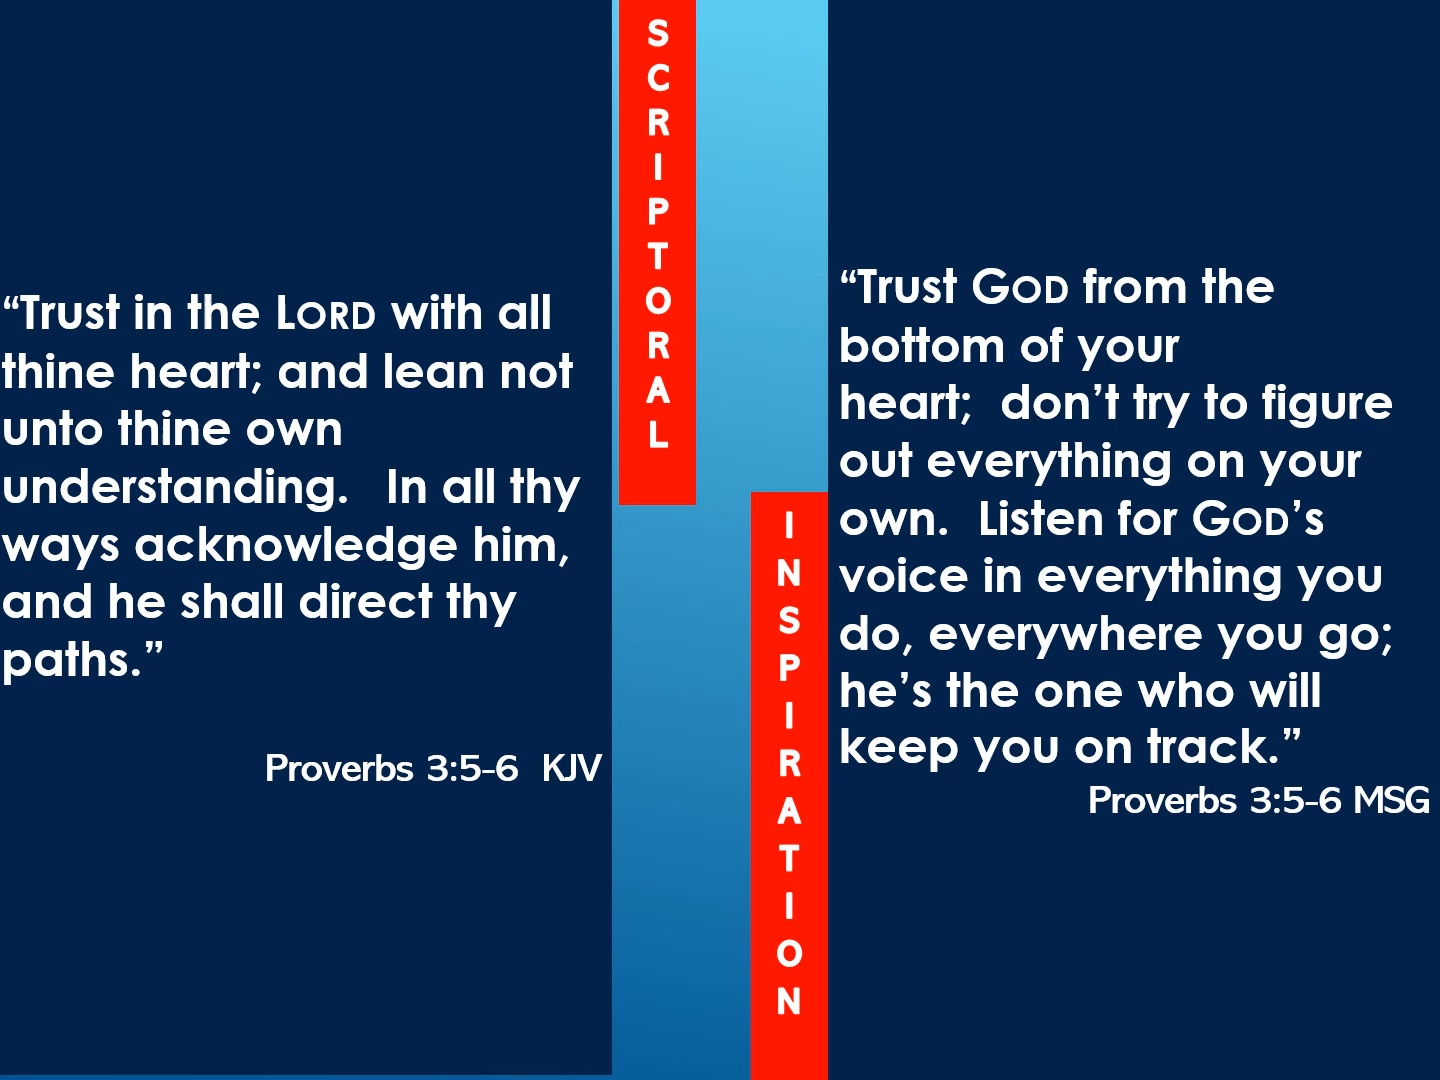 “Trust in the LORD with all
thine heart; and lean not
unto thine own
understanding.   In all thy
ways acknowledge him,
and he shall direct thy
paths.”
Proverbs 3:5-6  KJV
SCRIPTORAL
INSPIRATION
“Trust GOD from the
bottom of your
heart;  don’t try to figure
out everything on your
own.  Listen for GOD’s
voice in everything you
do, everywhere you go;
he’s the one who will
keep you on track.”
Proverbs 3:5-6 MSG